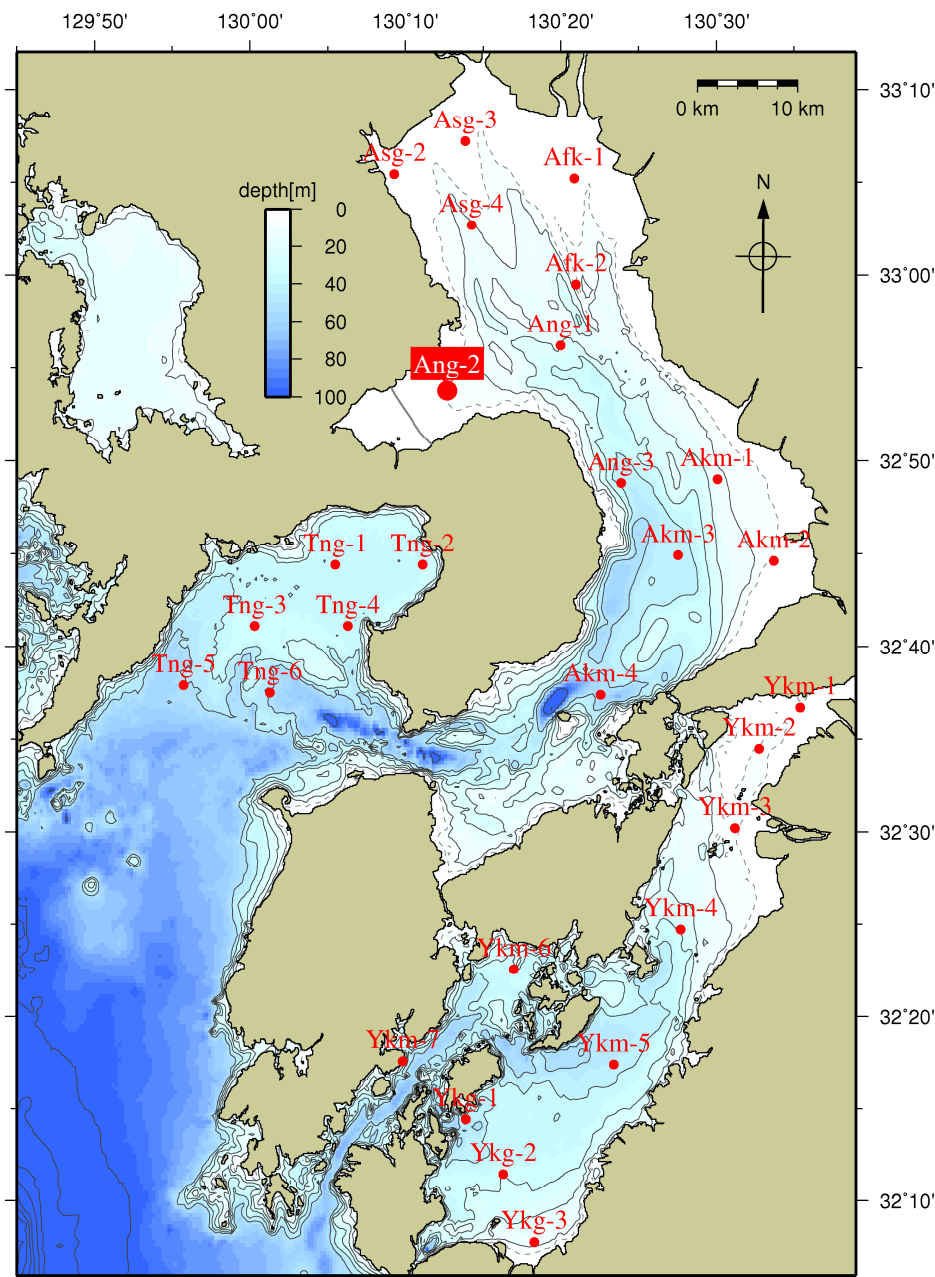 129˚50' 130˚00' 130˚10' 130˚20' 130˚30'
33˚10'
0 km 10 km
Asg-3
Asg-2
Afk-1
N
depth[m]
0
20
40
60
80
100
Asg-4
Afk-2
33˚00'
Ang-1
Ang-2
32˚50'
Ang-3
Akm-1
Akm-3
Akm-2
Tng-1
Tng-2
Tng-3
Tng-4
32˚40'
Tng-5
Tng-6
Akm-4
Ykm-1
Ykm-2
Ykm-3
32˚30'
Ykm-4
Ykm-6
32˚20'
Ykm-7
Ykm-5
Ykg-1
Ykg-2
32˚10'
Ykg-3